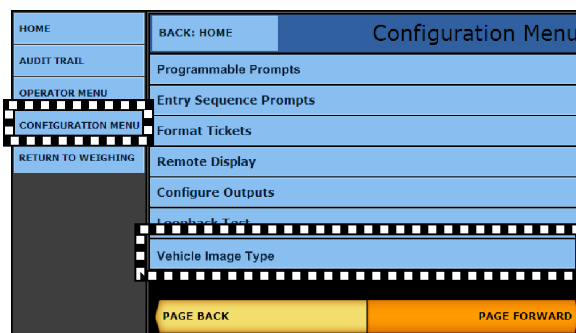 HOME
AUDIT TRAIL
OPERATOR MENU
CONFIGURATION MENU
RETURN TO WEIGHING
BACK: HOME
Configuration Menu
Programmable Prompts
Entry Sequence Prompts
Format Tickets
Remote Display
Configure Outputs
Loopback Test
Vehicle Image Type
PAGE BACK
PAGE FORWARD